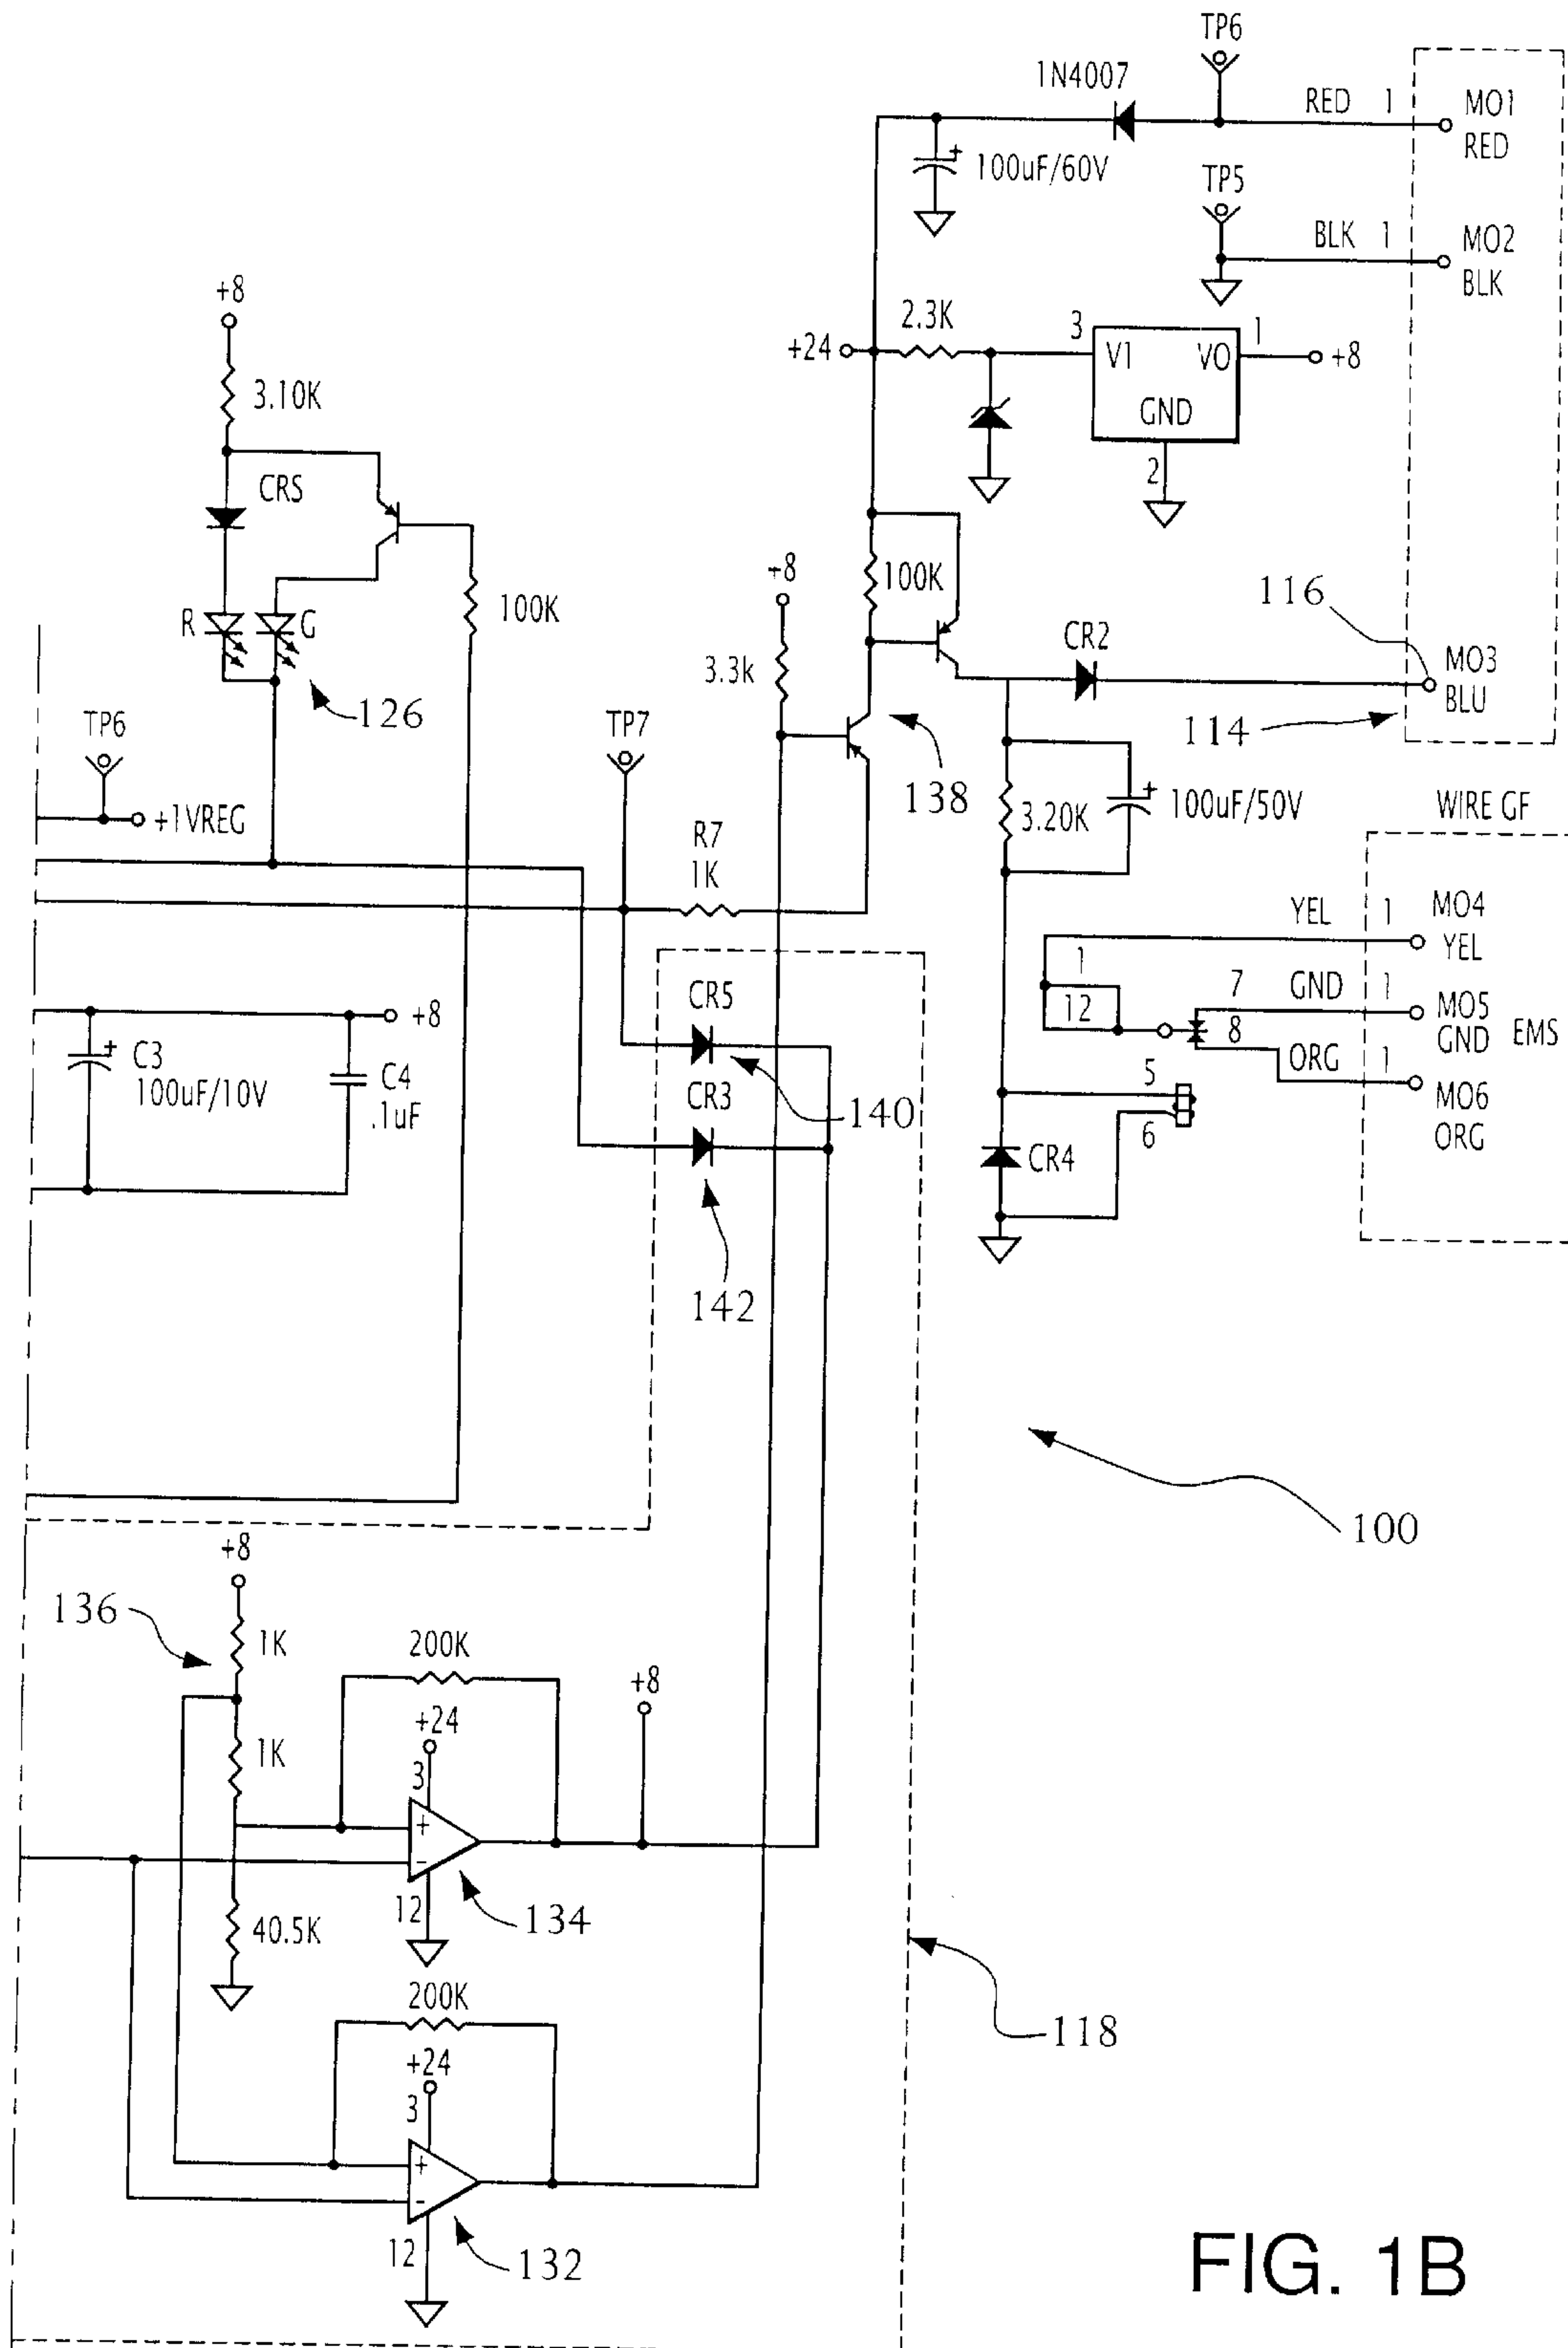 TP6
1N4007
RED 1
MO1
RED
100uF/60V
TP5
BLK 1
MO2
BLK
+8
2.3K
3
1
+24
VI
VO
+8
3.10K
GND
2
CRS
+8
100K
116
R
G
100K
CR2
3.3k
MO3
BLU
126
114
TP6
TP7
138
+1VREG
3.20K
100uF/50V
WIRE GF
R7
1K
YEL 1
MO4
YEL
1
CR5
7
GND
1
+8
12
MO5
GND
EMS
C3
100uF/10V
8
ORG
1
C4
.1uF
CR3
140
5
MO6
ORG
6
CR4
142
100
+8
136
1K
200K
+8
+24
1K
3
+
-
12
134
40.5K
200K
118
+24
3
+
-
12
132
FIG. 1B